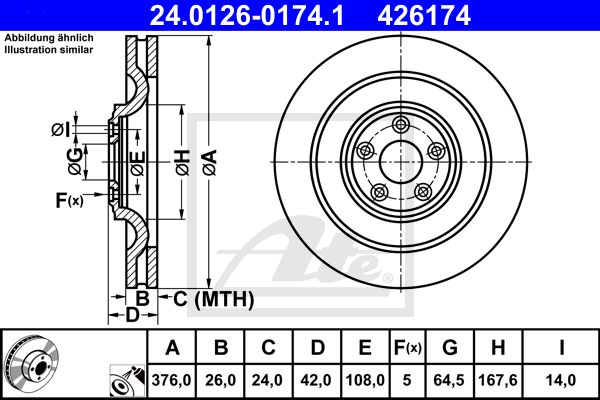 24.0126-0174.1 426174
Abbildung ähnlich
Illustration similar
ØI
ØG
ØE
ØH
ØA
F(x)
B
C (MTH)
D
Ate
®
A B C D E F(x) G H I
376,0 26,0 24,0 42,0 108,0 5 64,5 167,6 14,0